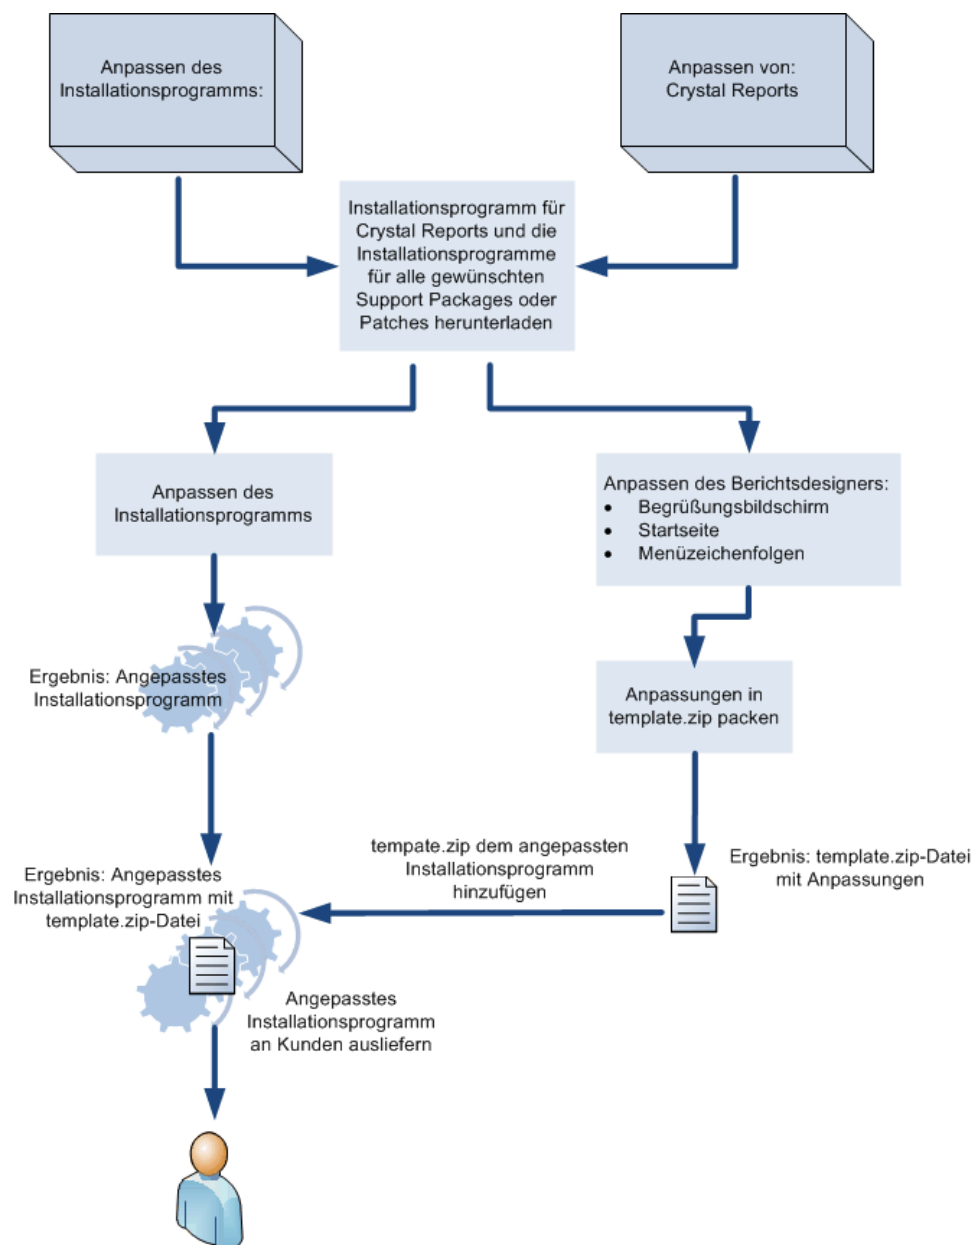 Anpassen des
Installationsprogramms:
Anpassen von:
Crystal Reports
Installationsprogramm für
Crystal Reports und die
Installationsprogramme
für alle gewünschten
Support Packages oder
Patches herunterladen
Anpassen des
Installationsprogramms
Anpassen des Berichtsdesigners:
• Begrüßungsbildschirm
• Startseite
• Menüzeichenfolgen
Ergebnis: Angepasstes
Installationsprogramm
Anpassungen in
template.zip packen
tempate.zip dem angepassten
Installationsprogramm
hinzufügen
Ergebnis: template.zip-Datei
mit Anpassungen
Ergebnis: Angepasstes
Installationsprogramm mit
template.zip-Datei
Angepasstes
Installationsprogramm
an Kunden ausliefern